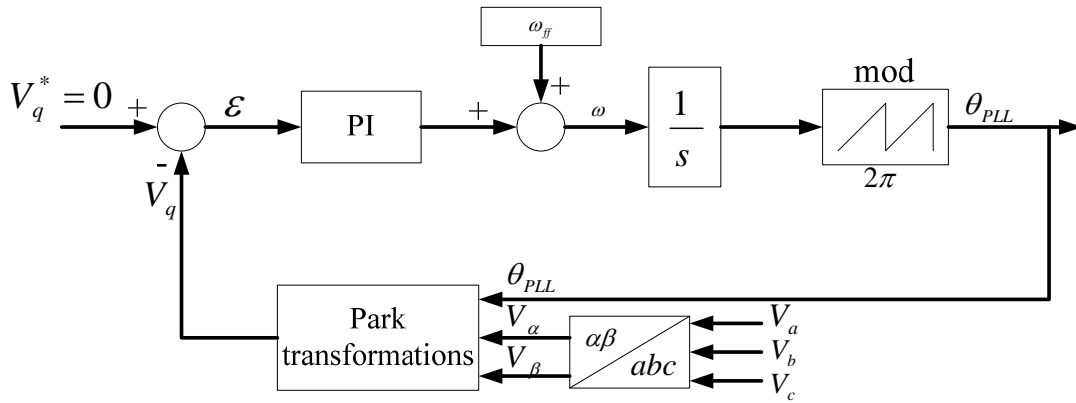 ω_ff
V_q^* = 0
+
ε
PI
+
+
ω
1/s
mod
2π
θ_PLL
-
V_q
Park
transformations
θ_PLL
V_α
V_β
αβ
abc
V_a
V_b
V_c